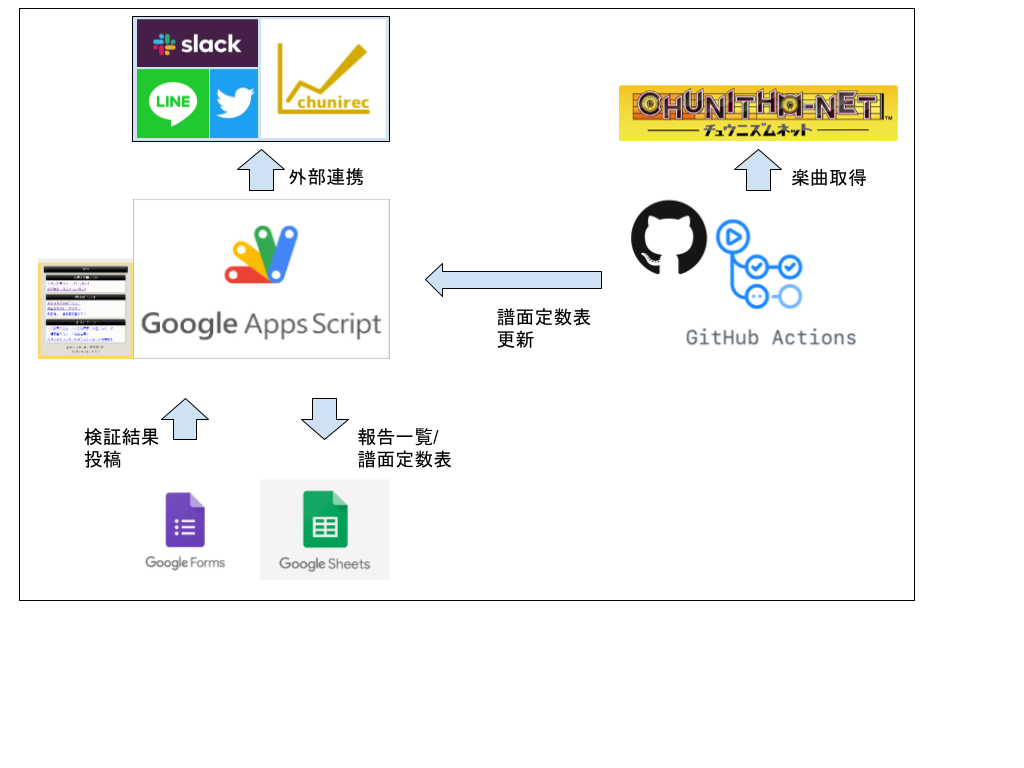 slack
LINE
chunirec
CHUNITHM-NET
チュウニズムネット
外部連携
楽曲取得
Google Apps Script
譜面定数表
更新
GitHub Actions
検証結果
投稿
報告一覧/
譜面定数表
Google Forms
Google Sheets